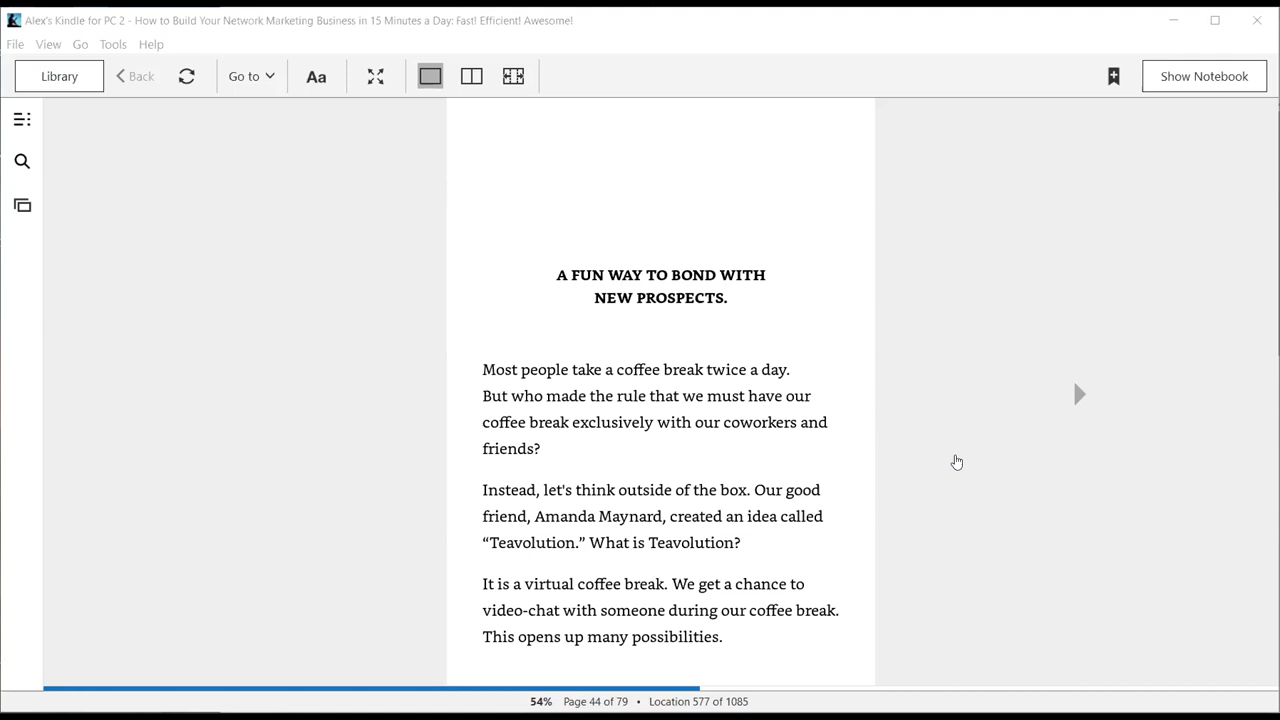 Alex's Kindle for PC 2 - How to Build Your Network Marketing Business in 15 Minutes a Day: Fast! Efficient! Awesome!
File View Go Tools Help
Library Back Go to Aa Show Notebook
A FUN WAY TO BOND WITH
NEW PROSPECTS.
Most people take a coffee break twice a day.
But who made the rule that we must have our
coffee break exclusively with our coworkers and
friends?
Instead, let's think outside of the box. Our good
friend, Amanda Maynard, created an idea called
“Teavolution.” What is Teavolution?
It is a virtual coffee break. We get a chance to
video-chat with someone during our coffee break.
This opens up many possibilities.
54% Page 44 of 79 • Location 577 of 1085